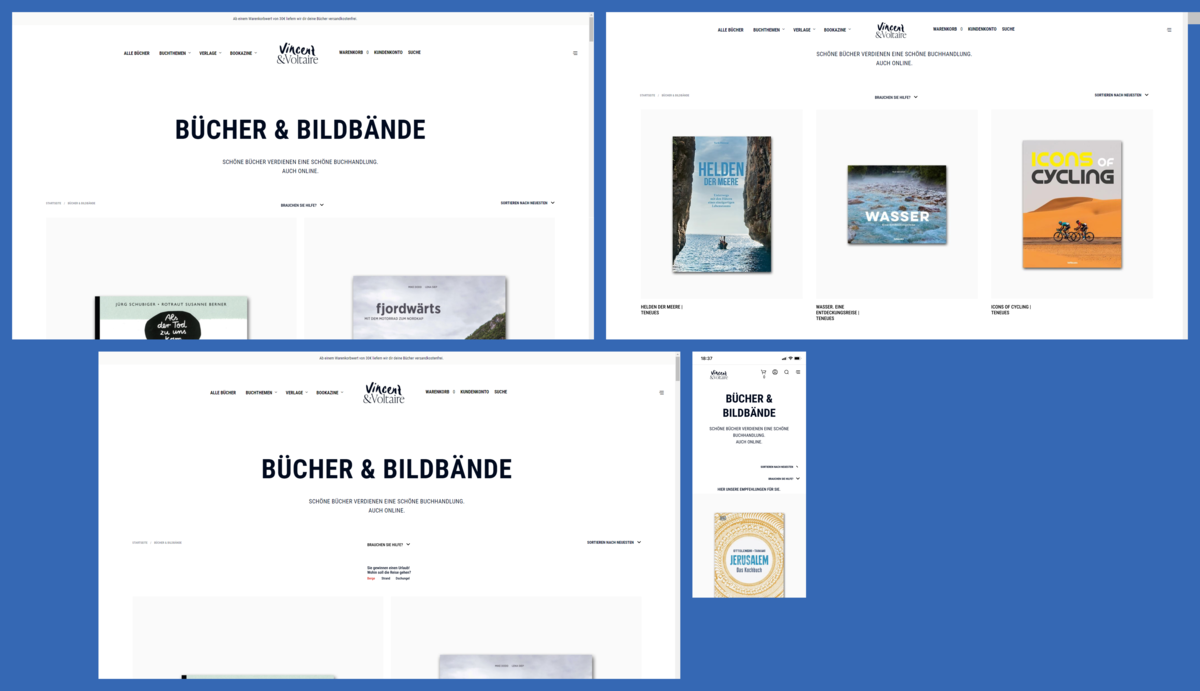 Ab einem Warenkorbwert von 30€ liefern wir dir deine Bücher versandkostenfrei
ALLE BÜCHER BUCHTHEMEN VERLAGE BOOKAZINE
Vincent
&Voltaire
WARENKORB 0 KUNDENKONTO SUCHE
BÜCHER & BILDBÄNDE
SCHÖNE BÜCHER VERDIENEN EINE SCHÖNE BUCHHANDLUNG.
AUCH ONLINE.
STARTSEITE / BÜCHER & BILDBÄNDE
BRAUCHEN SIE HILFE?
SORTIEREN NACH NEUESTEN
JÜRG SCHUBIGER • ROTRAUT SUSANNE BERNER
Als
der Tod
zu uns
kam
fjordwärts
MIT DEM MOTORRAD ZUM NORDKAP
ALLE BÜCHER BUCHTHEMEN VERLAGE BOOKAZINE
Vincent
&Voltaire
WARENKORB 0 KUNDENKONTO SUCHE
SCHÖNE BÜCHER VERDIENEN EINE SCHÖNE BUCHHANDLUNG.
AUCH ONLINE.
STARTSEITE / BÜCHER & BILDBÄNDE
BRAUCHEN SIE HILFE?
SORTIEREN NACH NEUESTEN
HELDEN
DER MEERE
WASSER
ICONS OF
CYCLING
HELDEN DER MEERE |
TENEUES
WASSER. EINE
ENTDECKUNGSREISE |
TENEUES
ICONS OF CYCLING |
TENEUES
Ab einem Warenkorbwert von 30€ liefern wir dir deine Bücher versandkostenfrei
ALLE BÜCHER BUCHTHEMEN VERLAGE BOOKAZINE
Vincent
&Voltaire
WARENKORB 0 KUNDENKONTO SUCHE
BÜCHER & BILDBÄNDE
SCHÖNE BÜCHER VERDIENEN EINE SCHÖNE BUCHHANDLUNG.
AUCH ONLINE.
STARTSEITE / BÜCHER & BILDBÄNDE
BRAUCHEN SIE HILFE?
SORTIEREN NACH NEUESTEN
Sie gewinnen einen Urlaub!
Wohin soll die Reise gehen?
Berge Strand Dschungel
18:37
Vincent
&Voltaire
0
BÜCHER &
BILDBÄNDE
SCHÖNE BÜCHER VERDIENEN EINE SCHÖNE
BUCHHANDLUNG.
AUCH ONLINE.
SORTIEREN NACH NEUESTEN
BRAUCHEN SIE HILFE?
HIER UNSERE EMPFEHLUNGEN FÜR SIE.
DK
OTTOLENGHI • TAMIMI
JERUSALEM
Das Kochbuch